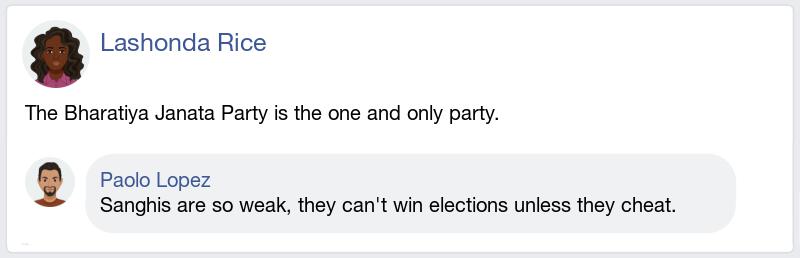 Lashonda Rice
The Bharatiya Janata Party is the one and only party.
Paolo Lopez
Sanghis are so weak, they can't win elections unless they cheat.